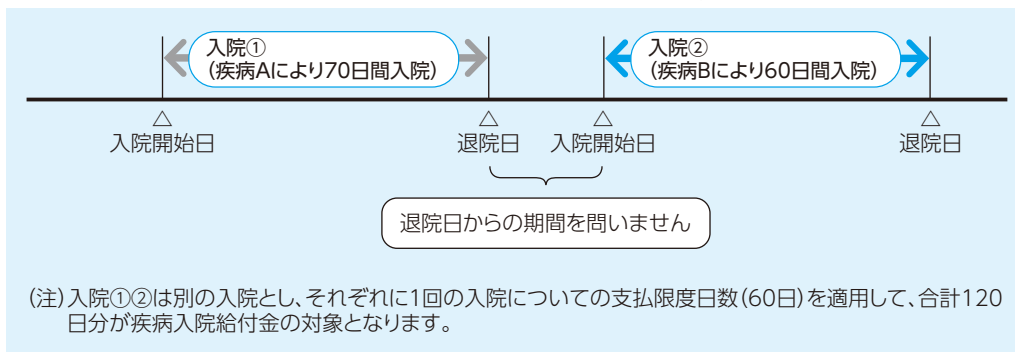 入院①
(疾病Aにより70日間入院)
入院②
(疾病Bにより60日間入院)
△ △ △ △
入院開始日 退院日 入院開始日 退院日
退院日からの期間を問いません
(注)入院①②は別の入院とし、それぞれに1回の入院についての支払限度日数(60日)を適用して、合計120
日分が疾病入院給付金の対象となります。